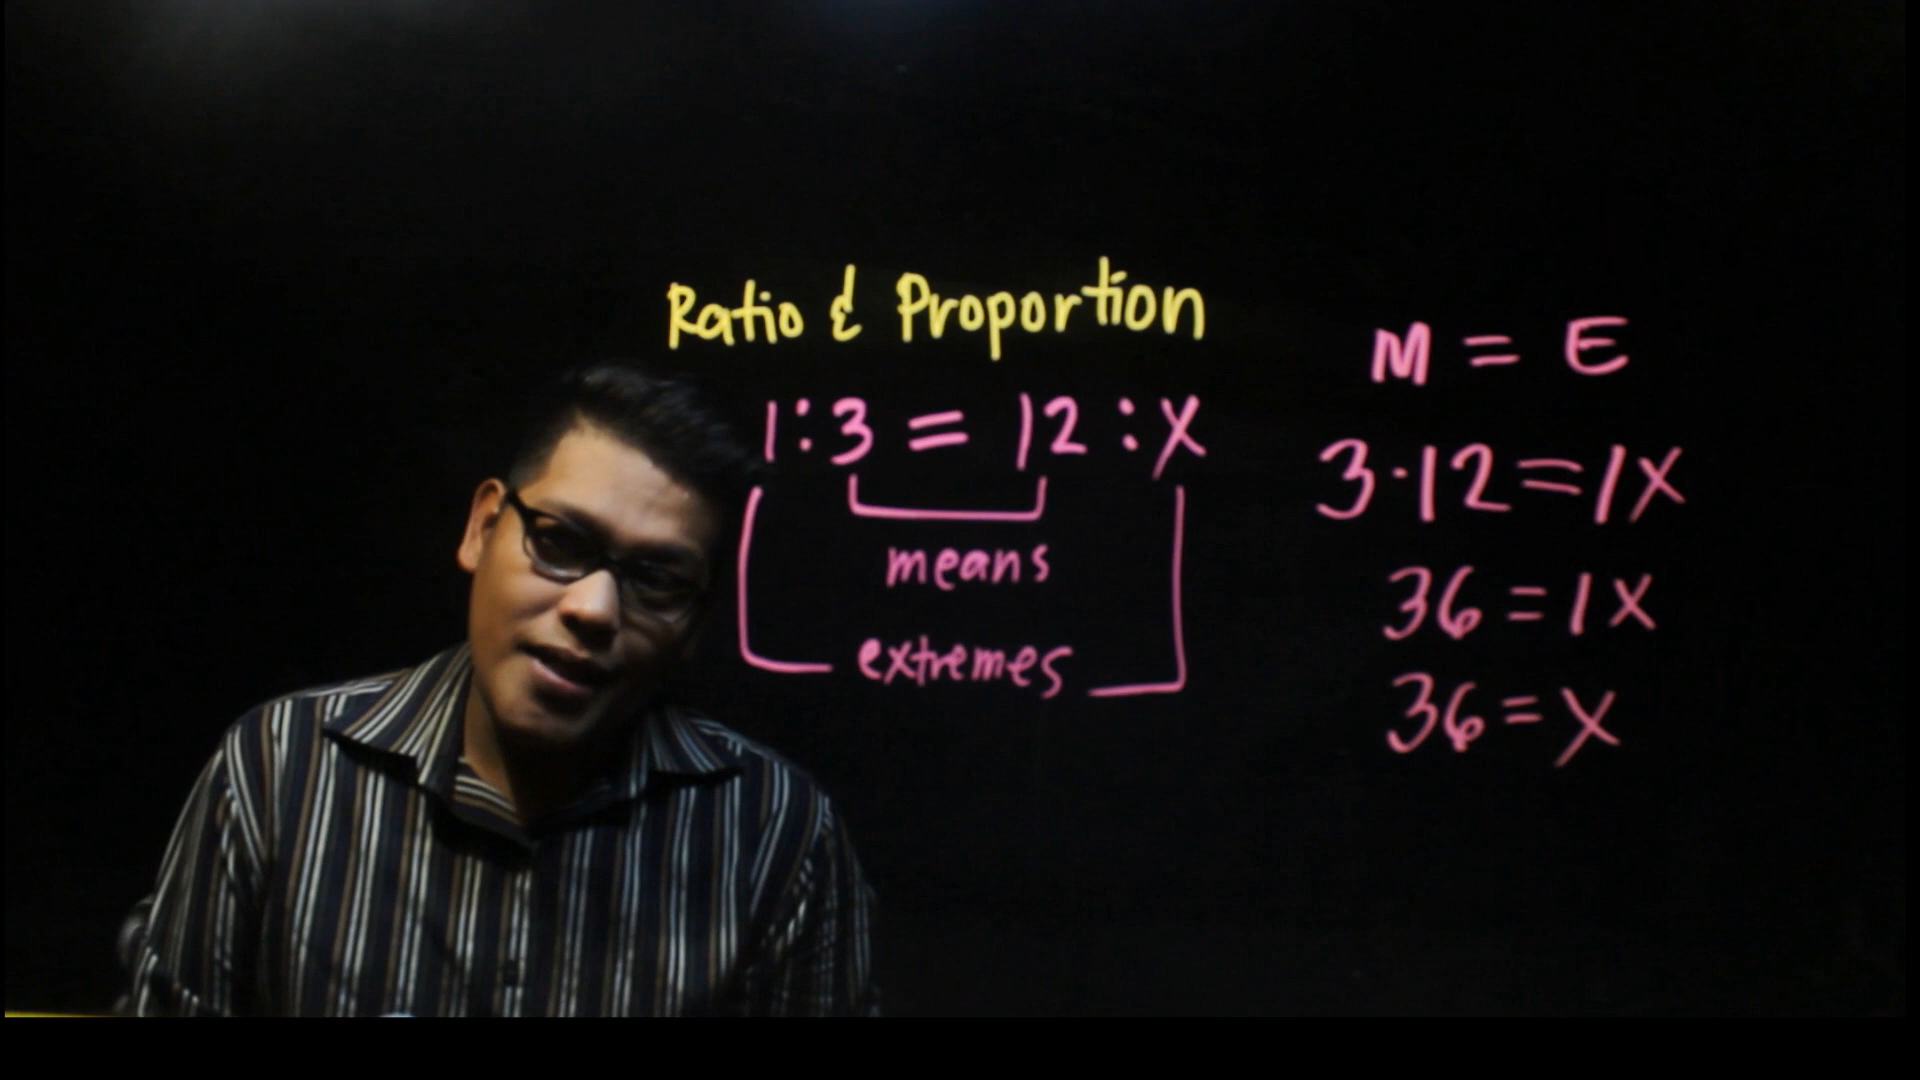 Ratio & Proportion
1:3 = 12:X
means
extremes
M = E
3·12=1X
36=1X
36=X